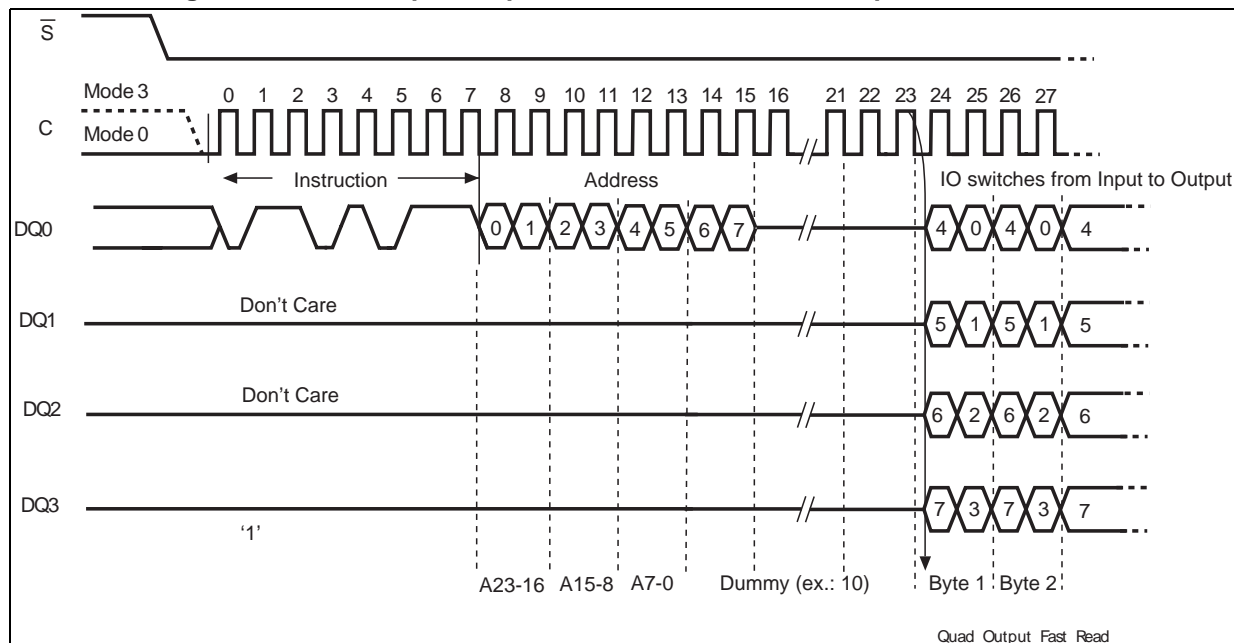 S
Mode 3
0 1 2 3 4 5 6 7 8 9 10 11 12 13 14 15 16 21 22 23 24 25 26 27
C
Mode 0
Instruction Address IO switches from Input to Output
DQ0 0 1 2 3 4 5 6 7 4 0 4 0 4
Don't Care
DQ1 5 1 5 1 5
Don't Care
DQ2 6 2 6 2 6
DQ3 7 3 7 3 7
‘1’
A23-16 A15-8 A7-0 Dummy (ex.: 10) Byte 1 Byte 2
Quad Output Fast Read